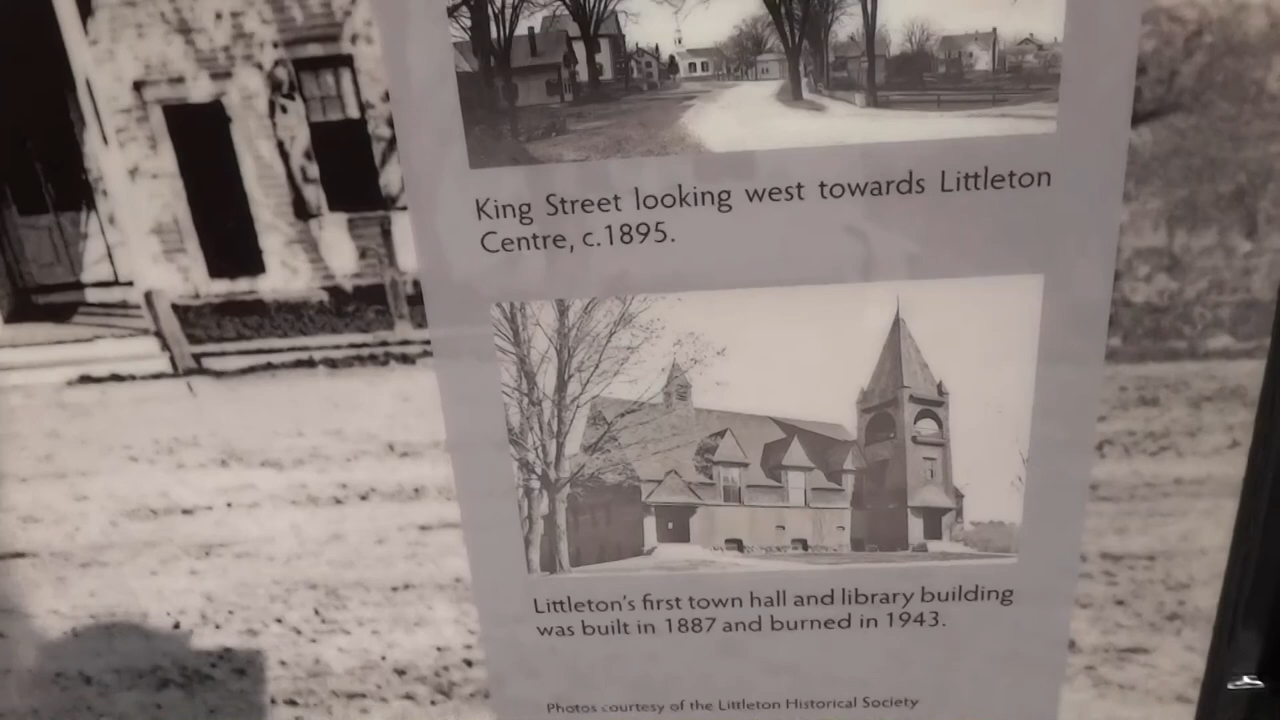 King Street looking west towards Littleton
Centre, c.1895.
Littleton's first town hall and library building
was built in 1887 and burned in 1943.
Photos courtesy of the Littleton Historical Society